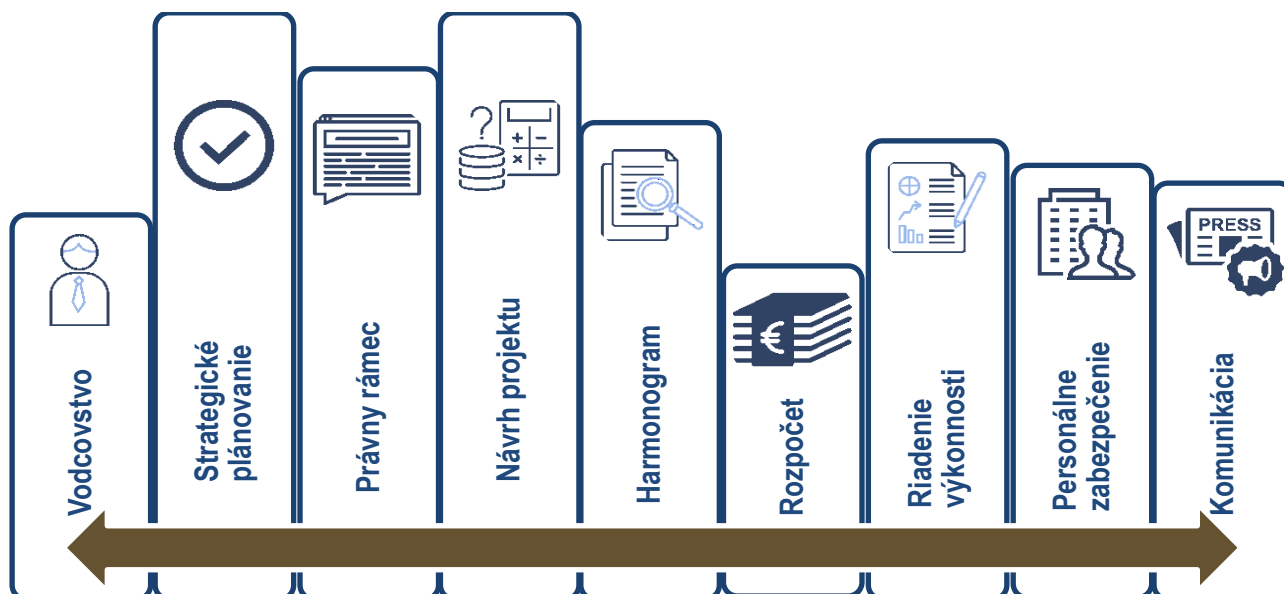 Vodcovstvo
Strategické
plánovanie
Právny rámec
Návrh projektu
Harmonogram
Rozpočet
Riadenie
výkonnosti
Personálne
zabezpečenie
PRESS
Komunikácia